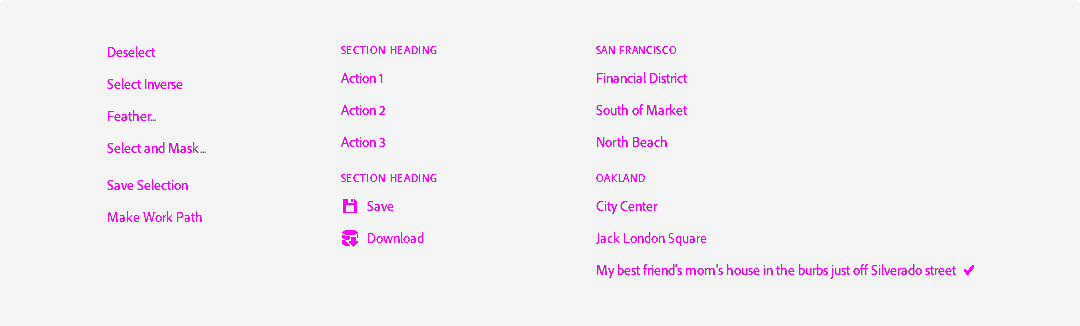 Deselect
Select Inverse
Feather...
Select and Mask...
Save Selection
Make Work Path
SECTION HEADING
Action 1
Action 2
Action 3
SECTION HEADING
Save
Download
SAN FRANCISCO
Financial District
South of Market
North Beach
OAKLAND
City Center
Jack London Square
My best friend's mom's house in the burbs just off Silverado street